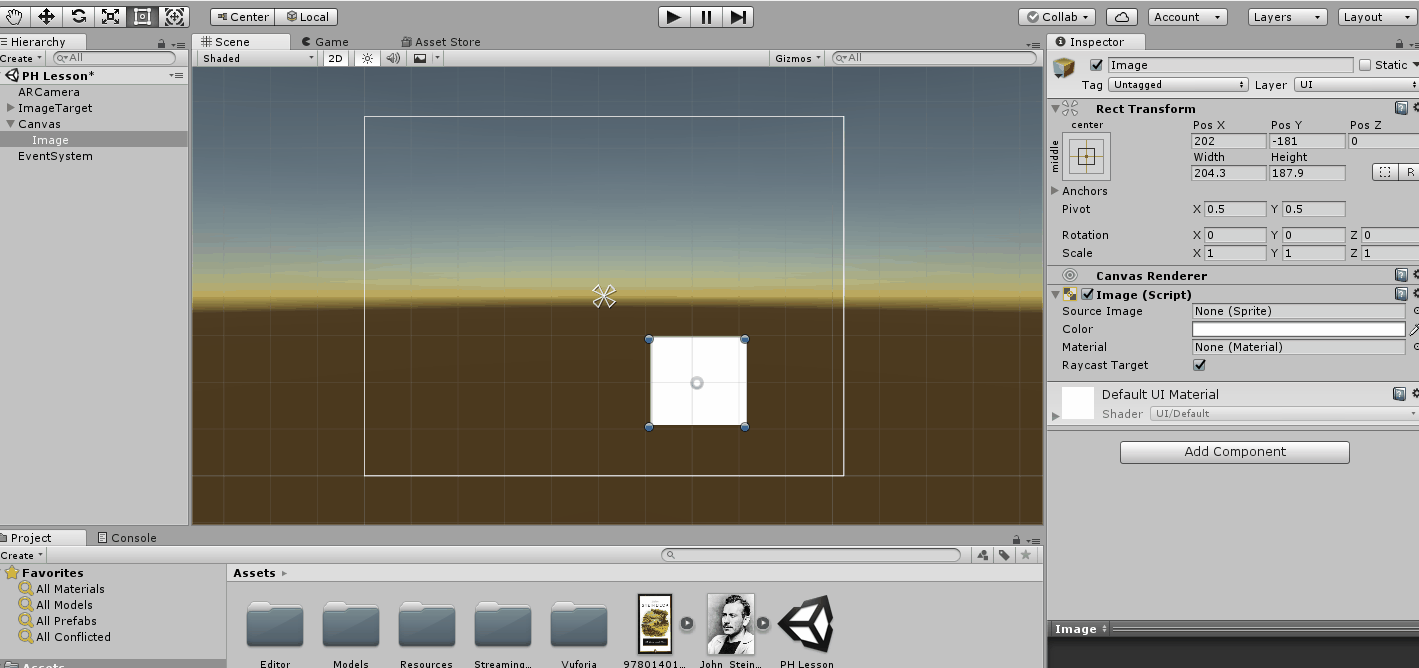 Center Local Collab Account Layers Layout
Hierarchy
Create All
PH Lesson*
ARCamera
ImageTarget
Canvas
Image
EventSystem
Scene Game Asset Store
Shaded 2D Gizmos All
Inspector
Image Static
Tag Untagged Layer UI
Rect Transform
center
middle
Pos X Pos Y Pos Z
202 -181 0
Width Height
204.3 187.9 R
Anchors
Pivot X 0.5 Y 0.5
Rotation X 0 Y 0 Z 0
Scale X 1 Y 1 Z 1
Canvas Renderer
Image (Script)
Source Image None (Sprite)
Color
Material None (Material)
Raycast Target
Default UI Material
Shader UI/Default
Add Component
Project Console
Create
Favorites
All Materials
All Models
All Prefabs
All Conflicted
Assets
Assets
Editor Models Resources Streaming... Vuforia 97801401... John_Stein... PH Lesson
Image